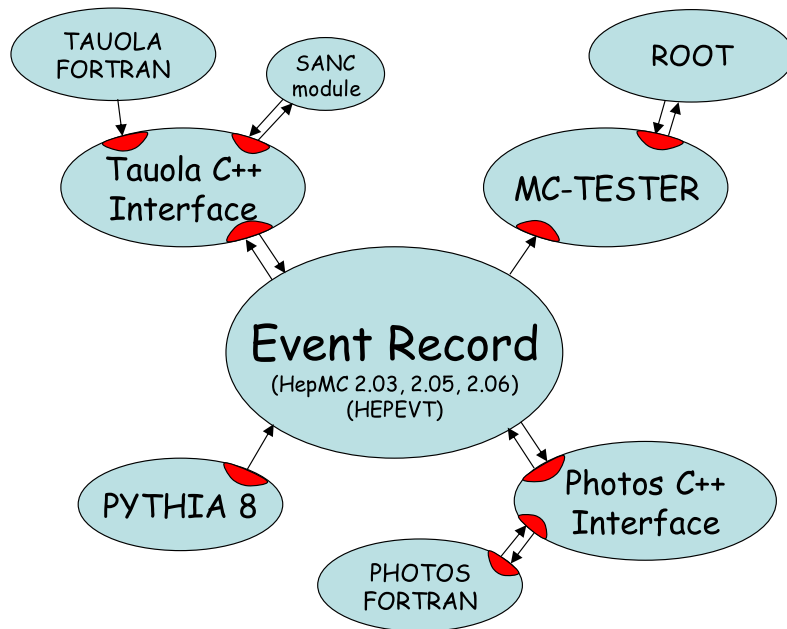 TAUOLA
FORTRAN
SANC
module
ROOT
Tauola C++
Interface
MC-TESTER
Event Record
(HepMC 2.03, 2.05, 2.06)
(HEPEVT)
PYTHIA 8
Photos C++
Interface
PHOTOS
FORTRAN